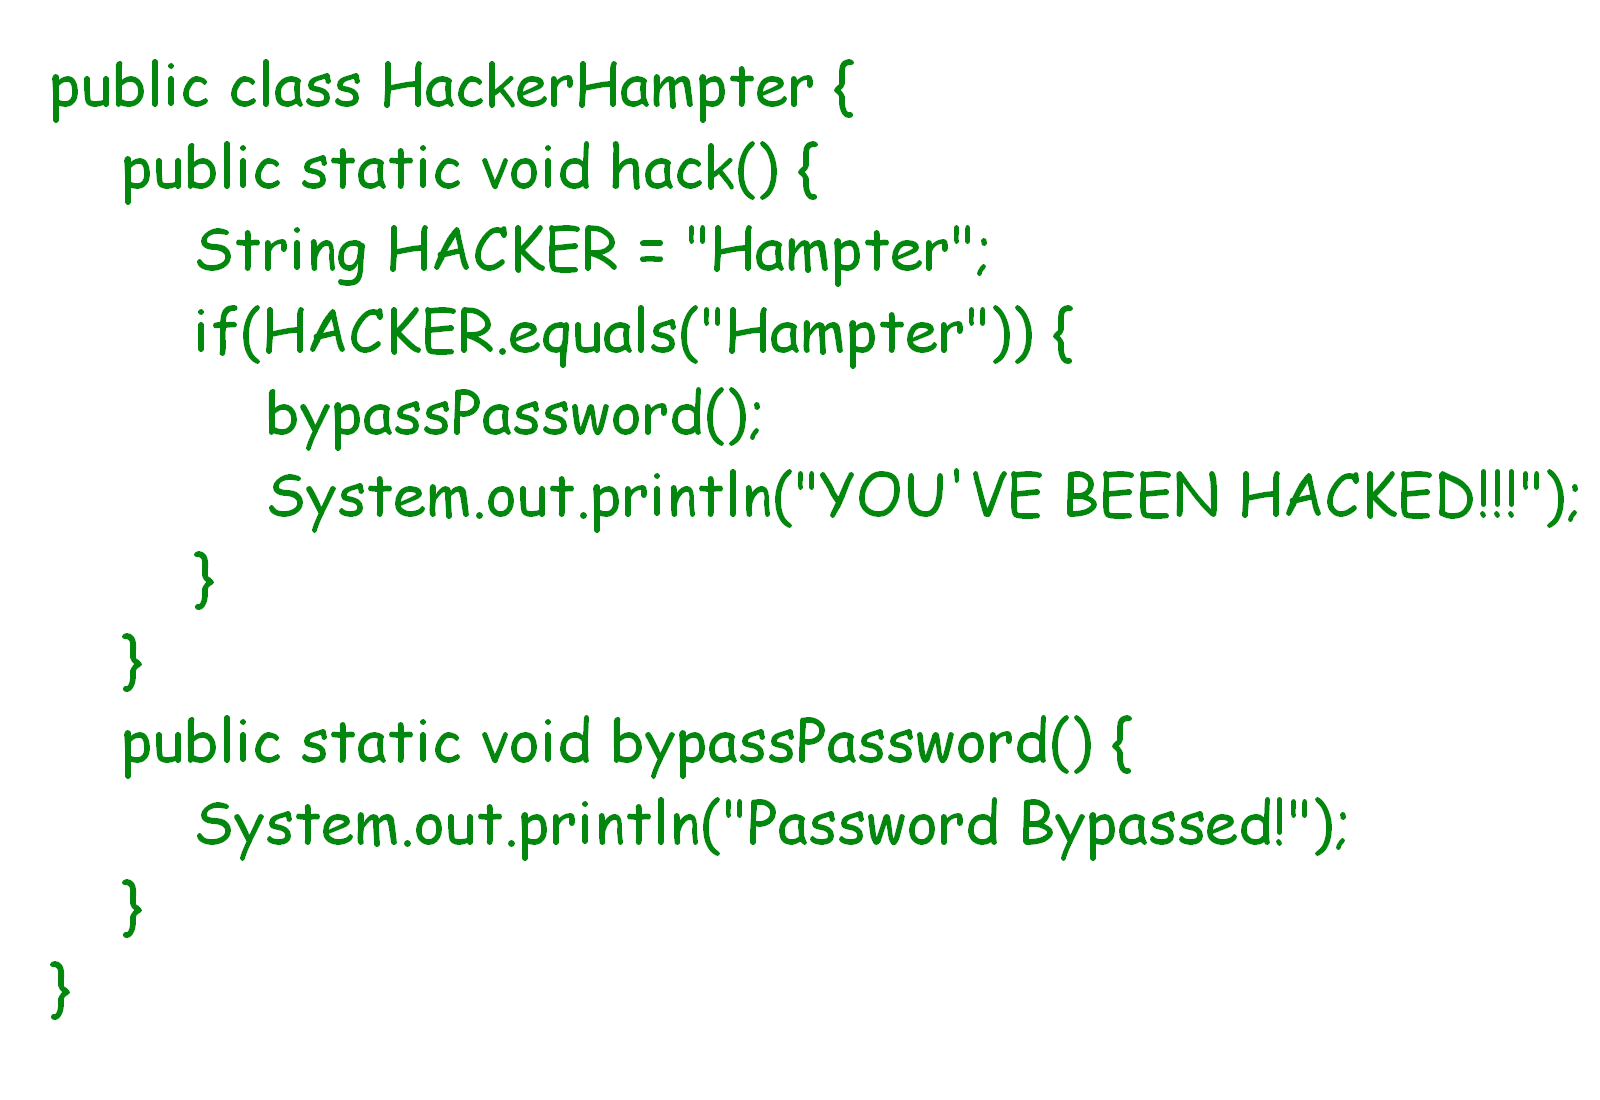 public class HackerHampter {
public static void hack() {
String HACKER = "Hampter";
if(HACKER.equals("Hampter")) {
bypassPassword();
System.out.println("YOU'VE BEEN HACKED!!!");
}
}
public static void bypassPassword() {
System.out.println("Password Bypassed!");
}
}